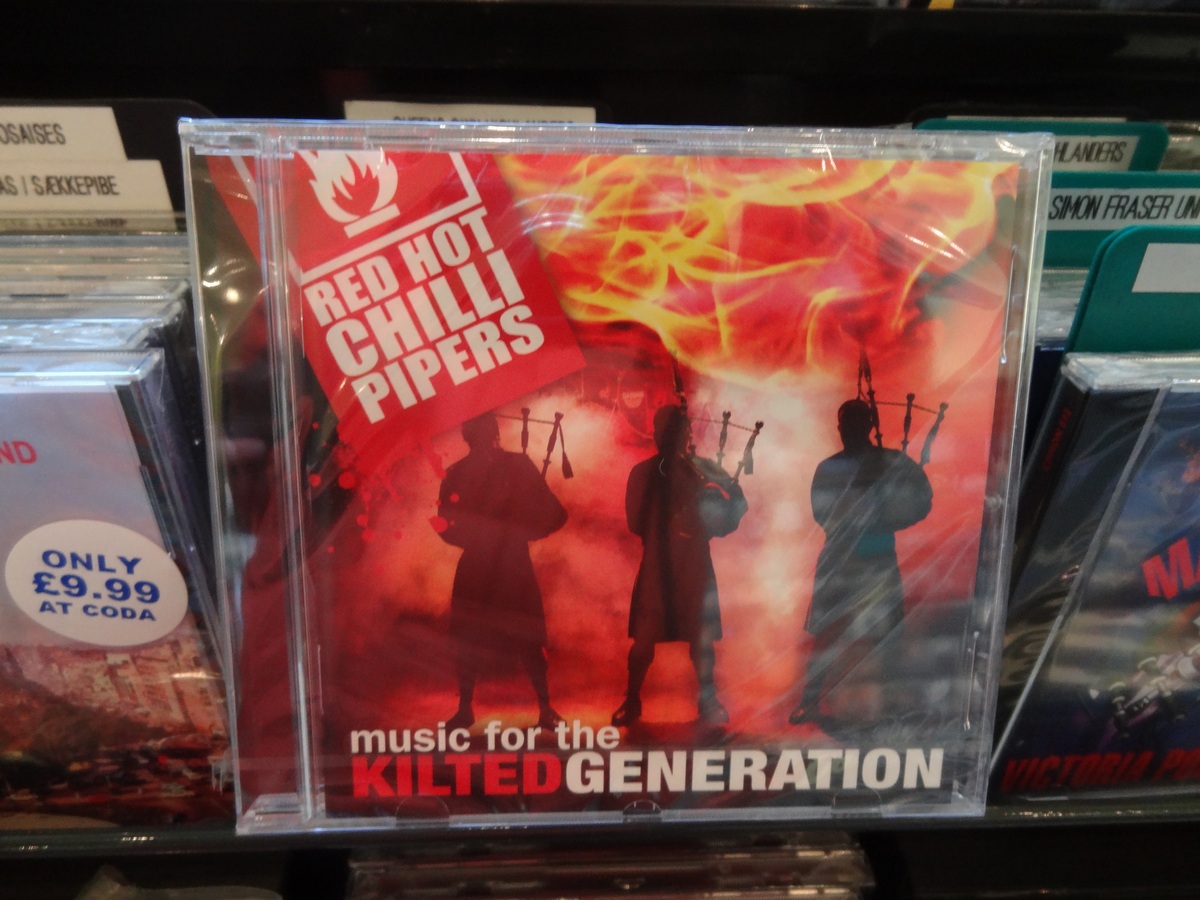 OSAISES
AS / SÆKKEPIBE
HLANDERS
SIMON FRASER UN
RED HOT
CHILLI
PIPERS
ND
ONLY
£9.99
AT CODA
music for the
KILTEDGENERATION
MA
VICTORIA P